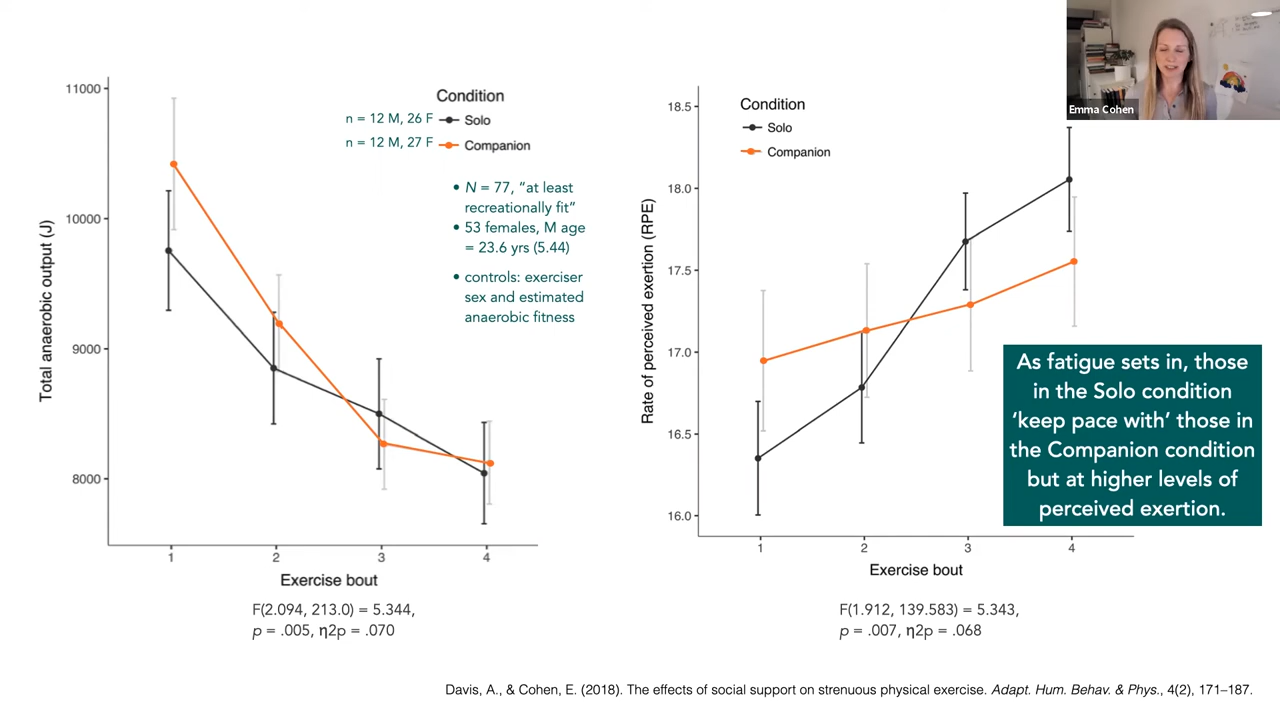 Emma Cohen
Total anaerobic output (J)
11000
10000
9000
8000
n = 12 M, 26 F
n = 12 M, 27 F
Condition
Solo
Companion
• N = 77, “at least
recreationally fit”
• 53 females, M age
= 23.6 yrs (5.44)
• controls: exerciser
sex and estimated
anaerobic fitness
1 2 3 4
Exercise bout
F(2.094, 213.0) = 5.344,
p = .005, η2p = .070
Rate of perceived exertion (RPE)
18.5
18.0
17.5
17.0
16.5
16.0
Condition
Solo
Companion
1 2 3 4
Exercise bout
F(1.912, 139.583) = 5.343,
p = .007, η2p = .068
As fatigue sets in, those
in the Solo condition
‘keep pace with’ those in
the Companion condition
but at higher levels of
perceived exertion.
Davis, A., & Cohen, E. (2018). The effects of social support on strenuous physical exercise. Adapt. Hum. Behav. & Phys., 4(2), 171–187.